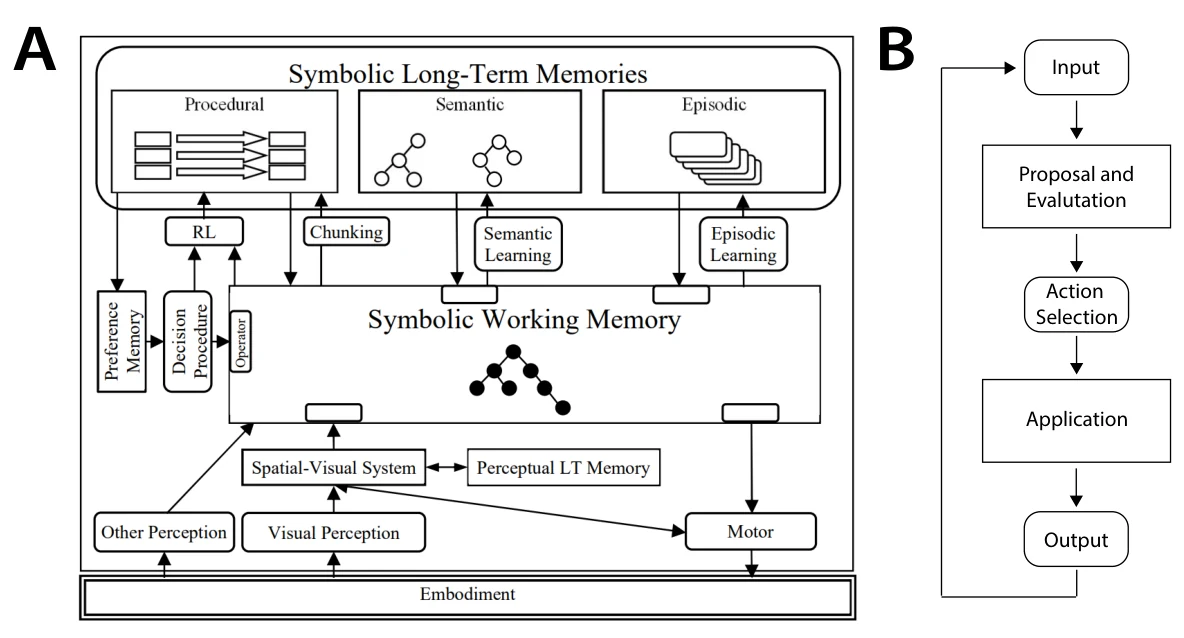 A
Symbolic Long-Term Memories
Procedural
Semantic
Episodic
RL
Chunking
Semantic
Learning
Episodic
Learning
Preference
Memory
Decision
Procedure
Operator
Symbolic Working Memory
Spatial-Visual System
Perceptual LT Memory
Other Perception
Visual Perception
Motor
Embodiment
B
Input
Proposal and
Evalutation
Action
Selection
Application
Output